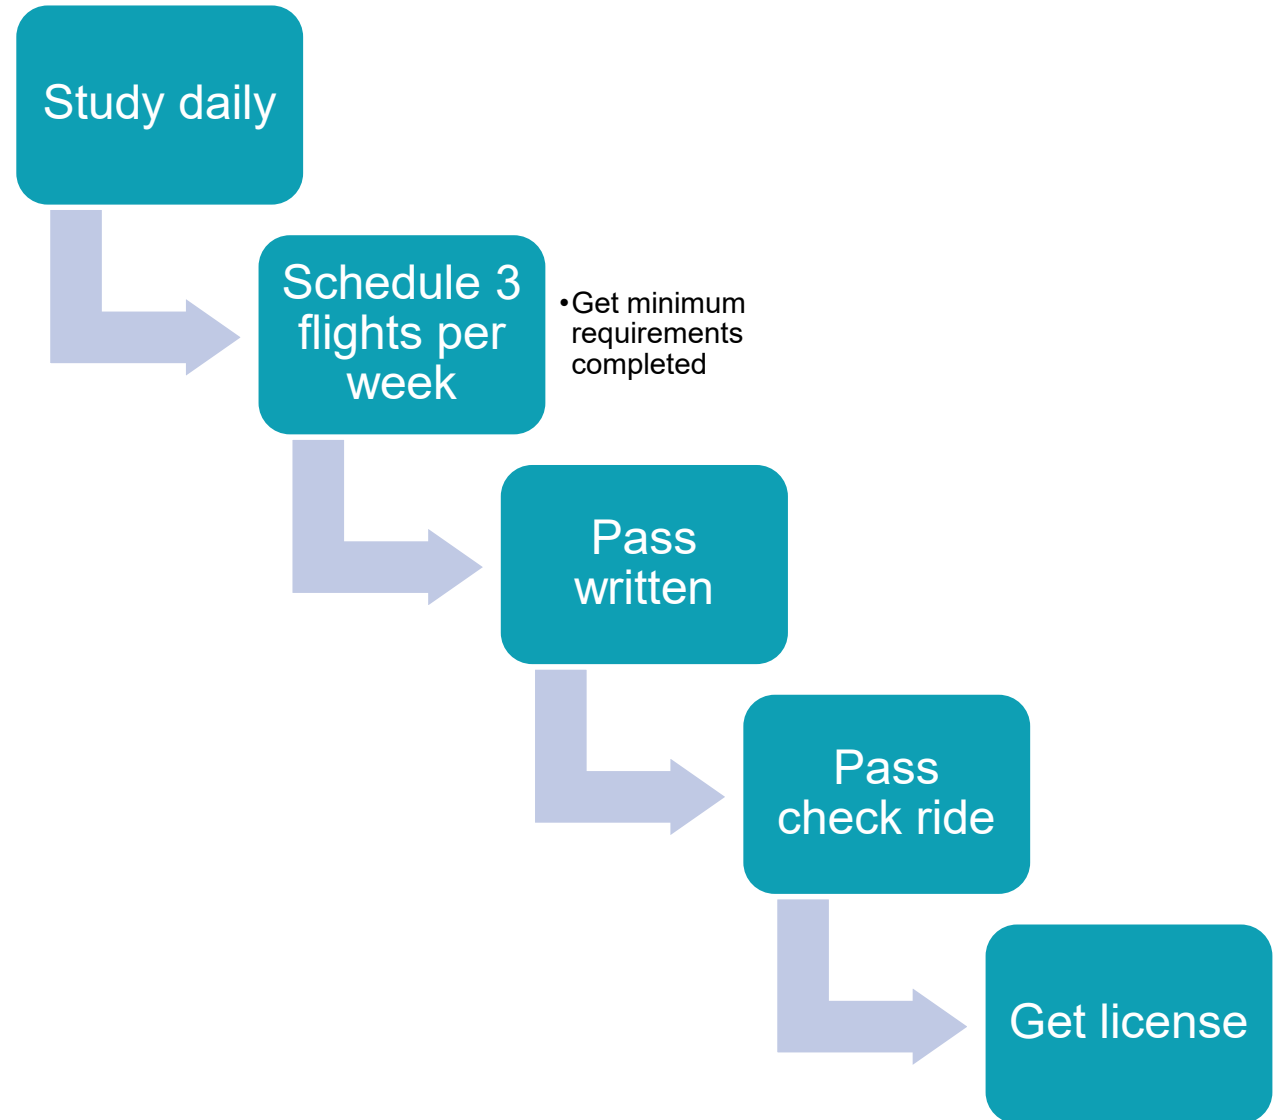 Study daily
Schedule 3
flights per
week
•Get minimum
requirements
completed
Pass
written
Pass
check ride
Get license